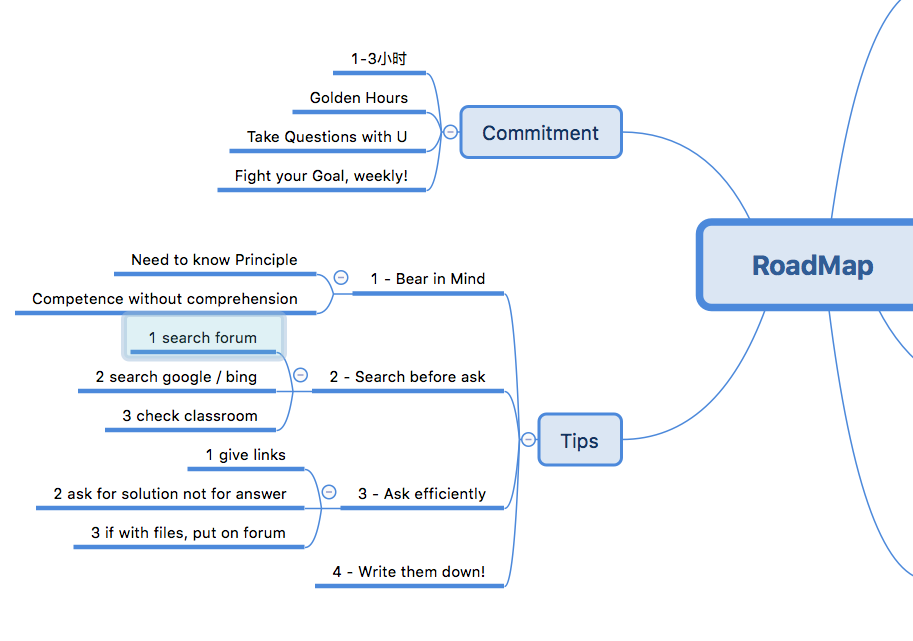 1-3小时
Golden Hours
Take Questions with U
Fight your Goal, weekly!
Commitment
RoadMap
Need to know Principle
Competence without comprehension
1 - Bear in Mind
1 search forum
2 search google / bing
3 check classroom
2 - Search before ask
1 give links
2 ask for solution not for answer
3 if with files, put on forum
3 - Ask efficiently
4 - Write them down!
Tips